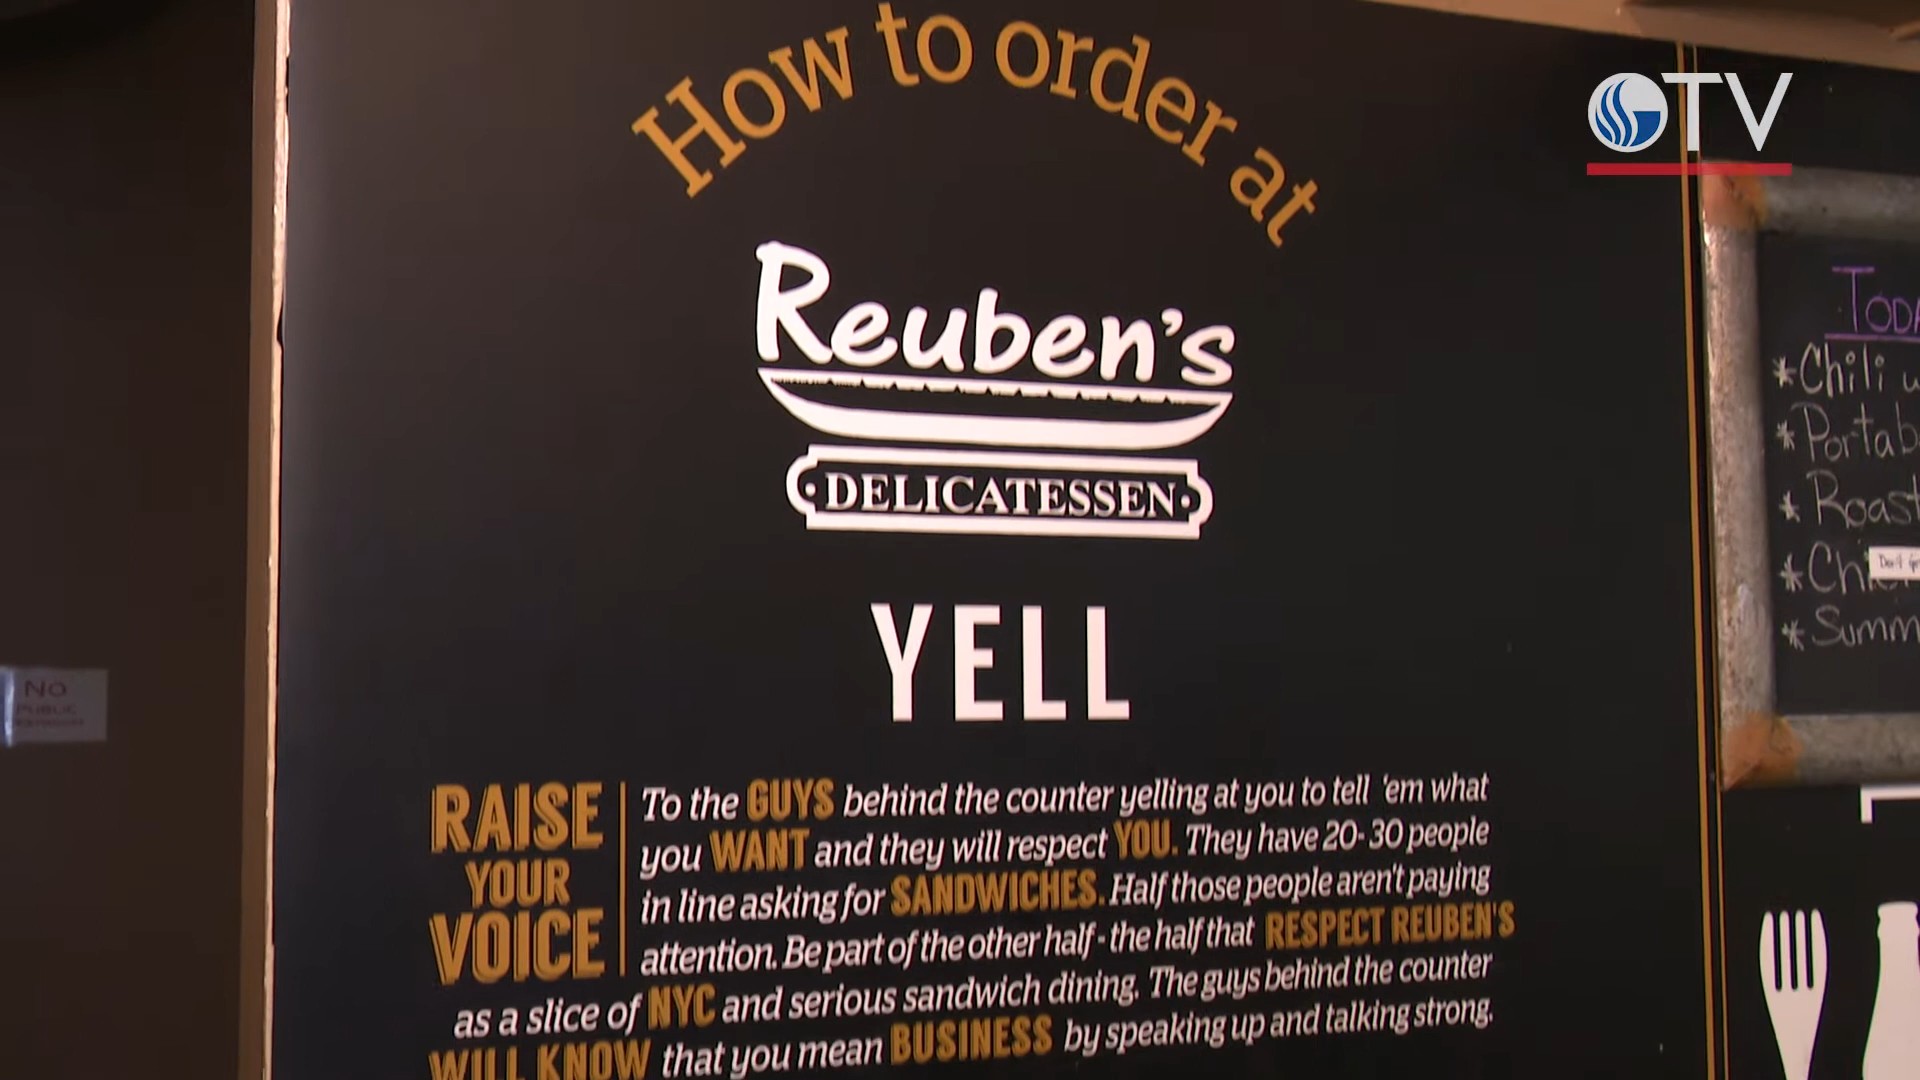 How to order at
Reuben's
DELICATESSEN
YELL
RAISE
YOUR
VOICE
To the GUYS behind the counter yelling at you to tell 'em what
you WANT and they will respect YOU. They have 20-30 people
in line asking for SANDWICHES. Half those people aren't paying
attention. Be part of the other half - the half that RESPECT REUBEN'S
as a slice of NYC and serious sandwich dining. The guys behind the counter
WILL KNOW that you mean BUSINESS by speaking up and talking strong.
TV
*Chili
*Roast
NO
PUBLIC